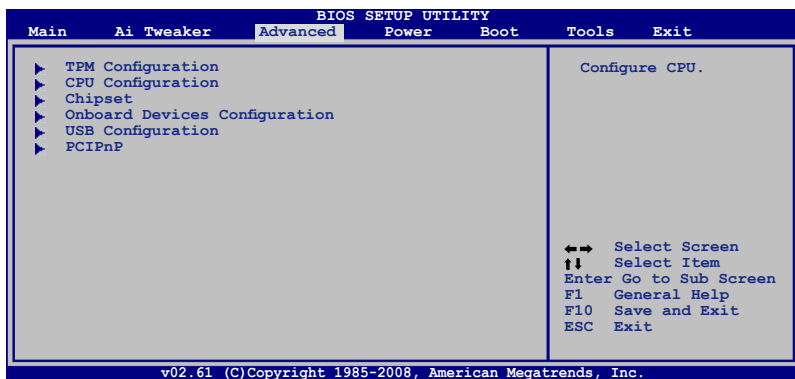 BIOS SETUP UTILITY
Main Ai Tweaker Advanced Power Boot Tools Exit
TPM Configuration
CPU Configuration
Chipset
Onboard Devices Configuration
USB Configuration
PCIPnP
Configure CPU.
Select Screen
Select Item
Enter Go to Sub Screen
F1 General Help
F10 Save and Exit
ESC Exit
v02.61 (C)Copyright 1985-2008, American Megatrends, Inc.